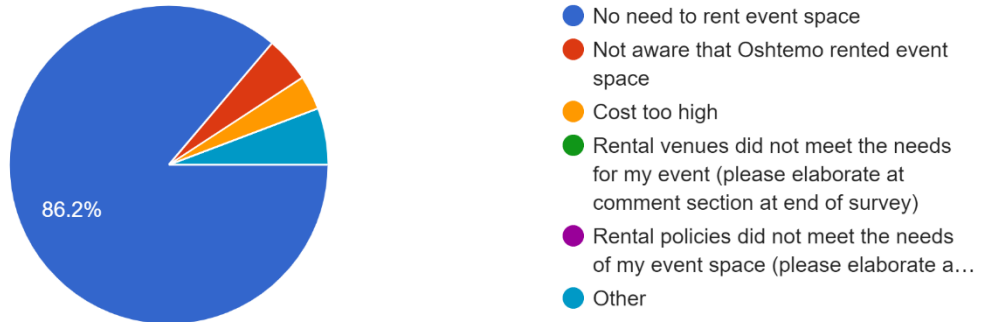 86.2%
No need to rent event space
Not aware that Oshtemo rented event
space
Cost too high
Rental venues did not meet the needs
for my event (please elaborate at
comment section at end of survey)
Rental policies did not meet the needs
of my event space (please elaborate a…
Other